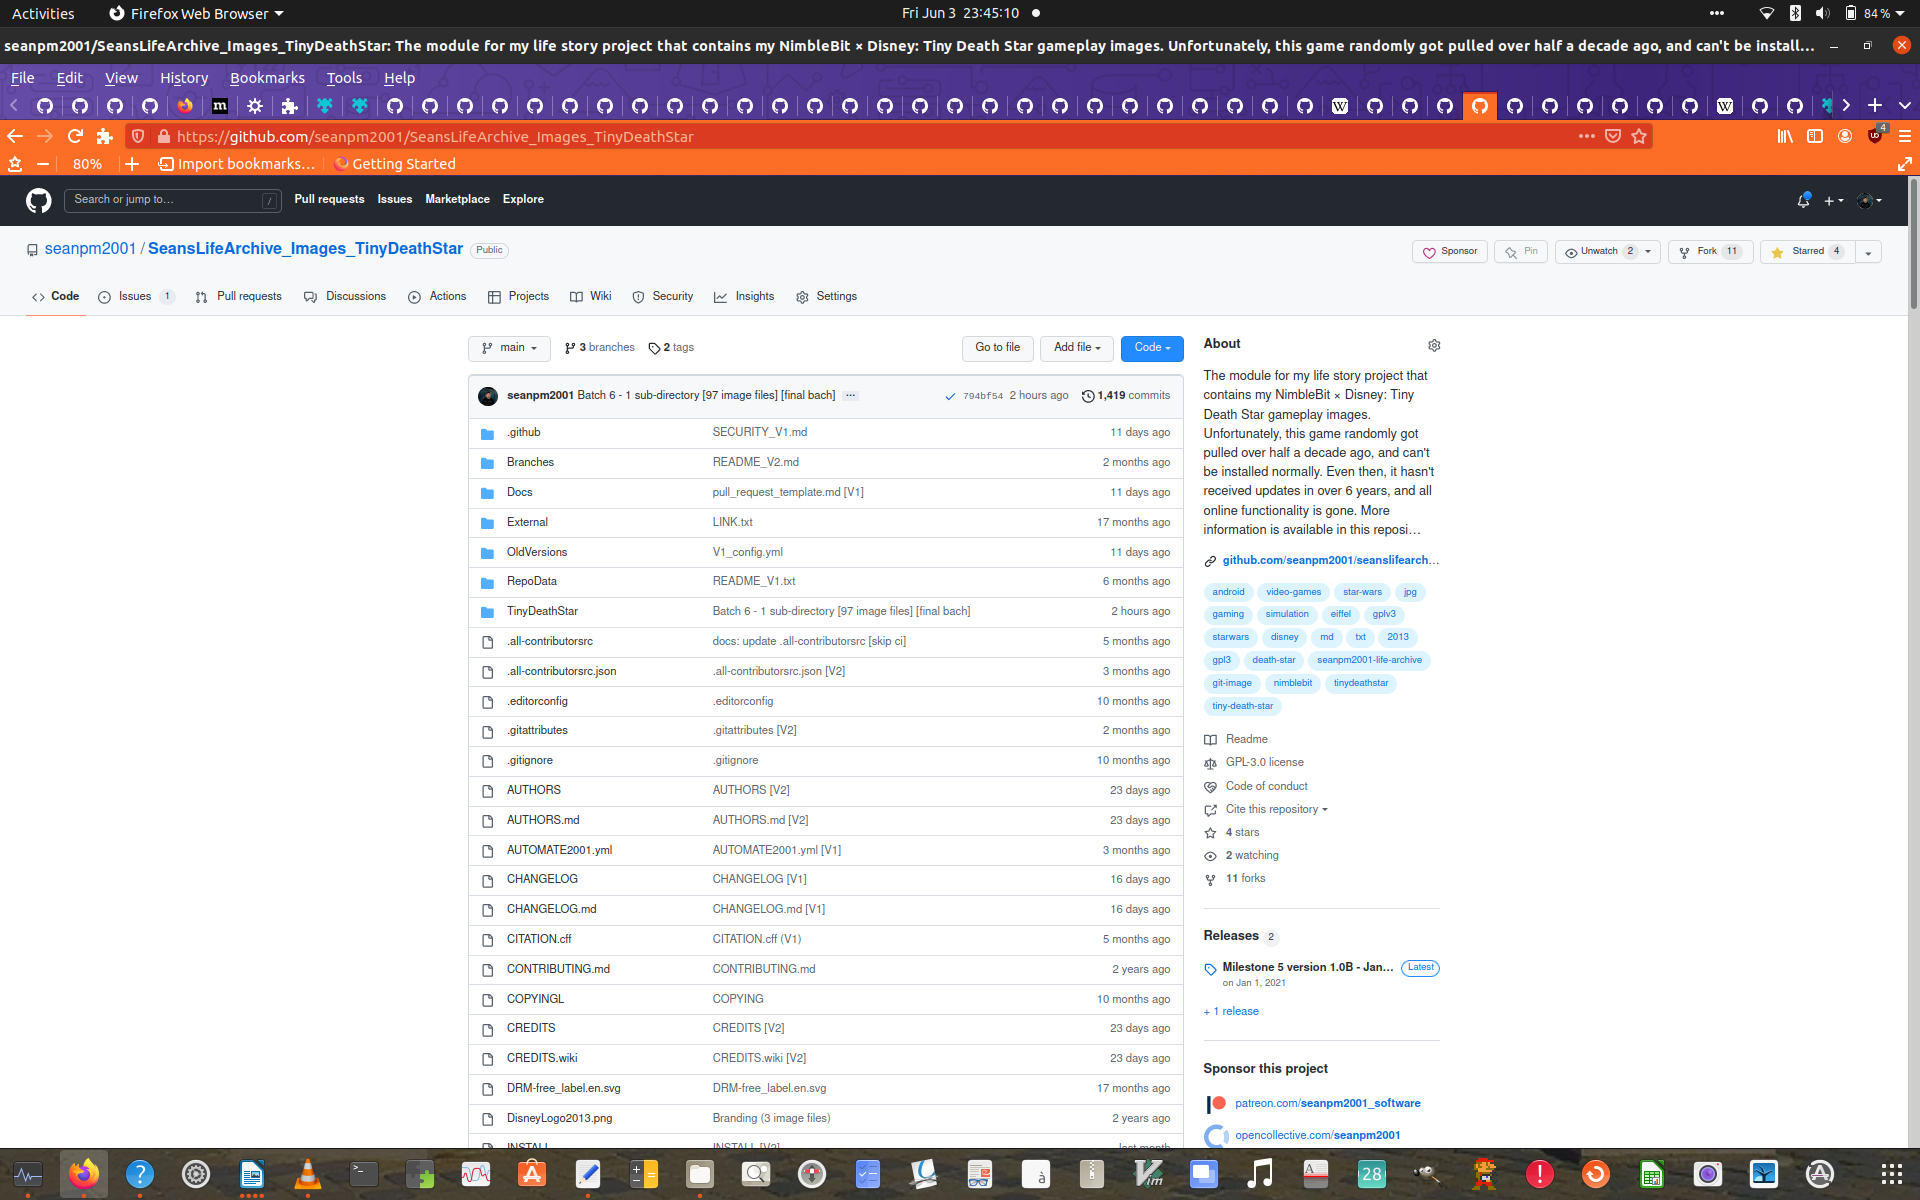 Activities
Firefox Web Browser
Fri Jun 3 23:45:10
84 %
seanpm2001/SeansLifeArchive_Images_TinyDeathStar: The module for my life story project that contains my NimbleBit × Disney: Tiny Death Star gameplay images. Unfortunately, this game randomly got pulled over half a decade ago, and can't be install...
File Edit View History Bookmarks Tools Help
https://github.com/seanpm2001/SeansLifeArchive_Images_TinyDeathStar
4
80%
Import bookmarks...
Getting Started
Search or jump to...
/
Pull requests Issues Marketplace Explore
seanpm2001 / SeansLifeArchive_Images_TinyDeathStar Public
Sponsor
Pin
Unwatch 2
Fork 11
Starred 4
Code
Issues 1
Pull requests
Discussions
Actions
Projects
Wiki
Security
Insights
Settings
main
3 branches
2 tags
Go to file
Add file
Code
seanpm2001 Batch 6 - 1 sub-directory [97 image files] [final bach] ...
794bf54 2 hours ago
1,419 commits
.github SECURITY_V1.md 11 days ago
Branches README_V2.md 2 months ago
Docs pull_request_template.md [V1] 11 days ago
External LINK.txt 17 months ago
OldVersions V1_config.yml 11 days ago
RepoData README_V1.txt 6 months ago
TinyDeathStar Batch 6 - 1 sub-directory [97 image files] [final bach] 2 hours ago
.all-contributorsrc docs: update .all-contributorsrc [skip ci] 5 months ago
.all-contributorsrc.json .all-contributorsrc.json [V2] 3 months ago
.editorconfig .editorconfig 10 months ago
.gitattributes .gitattributes [V2] 2 months ago
.gitignore .gitignore 10 months ago
AUTHORS AUTHORS [V2] 23 days ago
AUTHORS.md AUTHORS.md [V2] 23 days ago
AUTOMATE2001.yml AUTOMATE2001.yml [V1] 3 months ago
CHANGELOG CHANGELOG [V1] 16 days ago
CHANGELOG.md CHANGELOG.md [V1] 16 days ago
CITATION.cff CITATION.cff (V1) 5 months ago
CONTRIBUTING.md CONTRIBUTING.md 2 years ago
COPYINGL COPYING 10 months ago
CREDITS CREDITS [V2] 23 days ago
CREDITS.wiki CREDITS.wiki [V2] 23 days ago
DRM-free_label.en.svg DRM-free_label.en.svg 17 months ago
DisneyLogo2013.png Branding (3 image files) 2 years ago
INSTALL INSTALL [V2] last month
About
The module for my life story project that
contains my NimbleBit × Disney: Tiny
Death Star gameplay images.
Unfortunately, this game randomly got
pulled over half a decade ago, and can't
be installed normally. Even then, it hasn't
received updates in over 6 years, and all
online functionality is gone. More
information is available in this reposi...
github.com/seanpm2001/seanslifearch...
android video-games star-wars jpg
gaming simulation eiffel gplv3
starwars disney md txt 2013
gpl3 death-star seanpm2001-life-archive
git-image nimblebit tinydeathstar
tiny-death-star
Readme
GPL-3.0 license
Code of conduct
Cite this repository
4 stars
2 watching
11 forks
Releases 2
Milestone 5 version 1.0B - Jan... Latest
on Jan 1, 2021
+ 1 release
Sponsor this project
patreon.com/seanpm2001_software
opencollective.com/seanpm2001
28